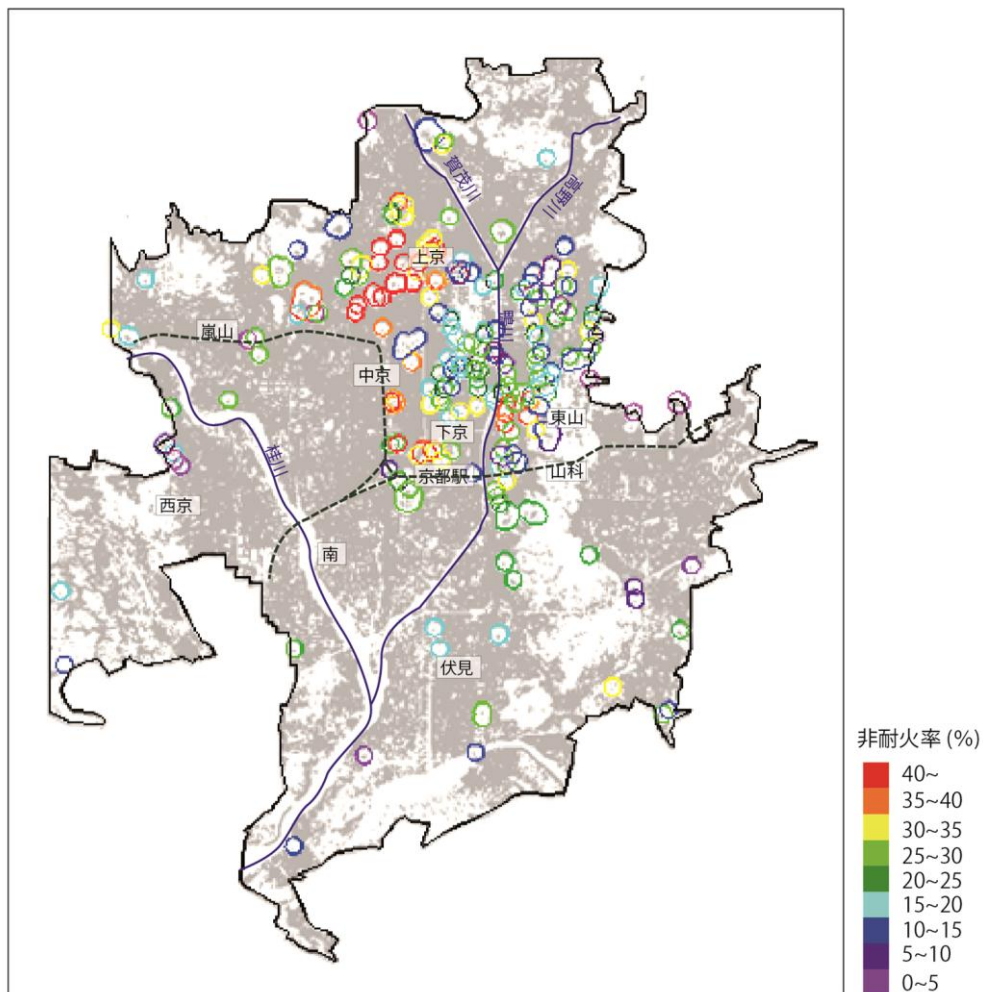 賀茂川
高野川
上京
嵐山
鴨川
中京
東山
下京
桂川
京都駅
山科
西京
南
伏見
非耐火率 (%)
40~
35~40
30~35
25~30
20~25
15~20
10~15
5~10
0~5